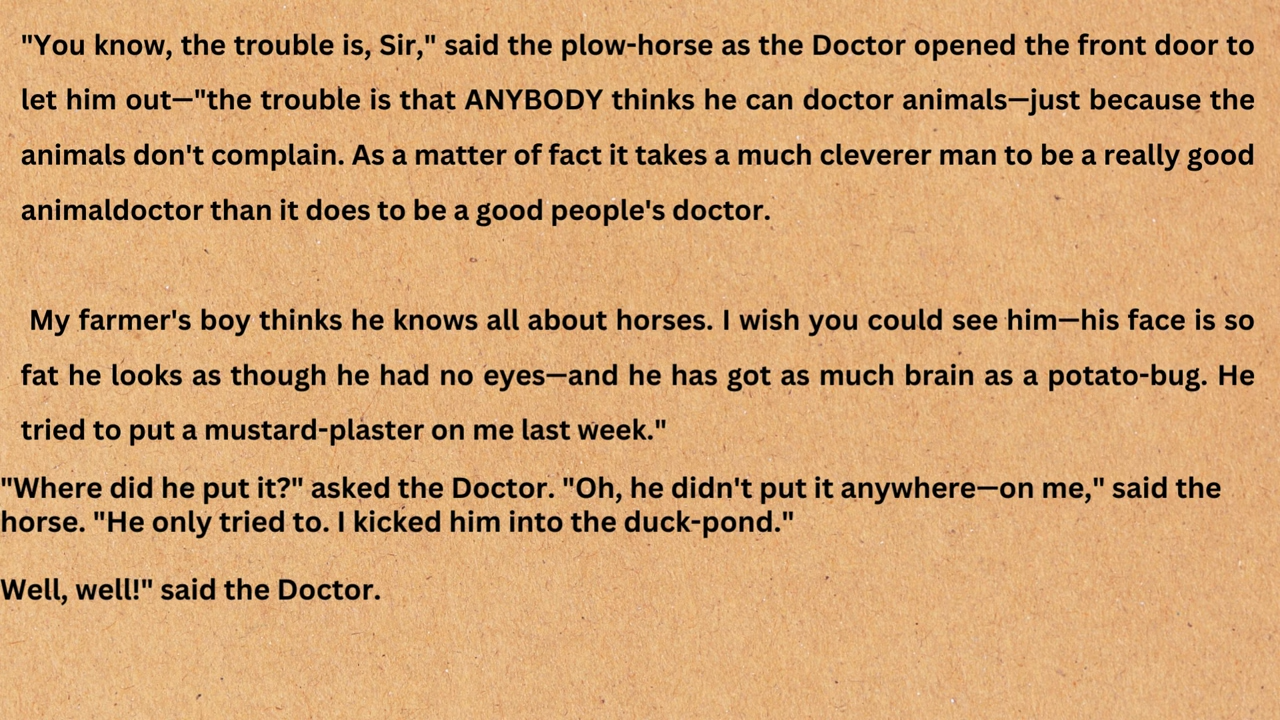 "You know, the trouble is, Sir," said the plow-horse as the Doctor opened the front door to
let him out—"the trouble is that ANYBODY thinks he can doctor animals—just because the
animals don't complain. As a matter of fact it takes a much cleverer man to be a really good
animaldoctor than it does to be a good people's doctor.
My farmer's boy thinks he knows all about horses. I wish you could see him—his face is so
fat he looks as though he had no eyes—and he has got as much brain as a potato-bug. He
tried to put a mustard-plaster on me last week."
"Where did he put it?" asked the Doctor. "Oh, he didn't put it anywhere—on me," said the
horse. "He only tried to. I kicked him into the duck-pond."
Well, well!" said the Doctor.